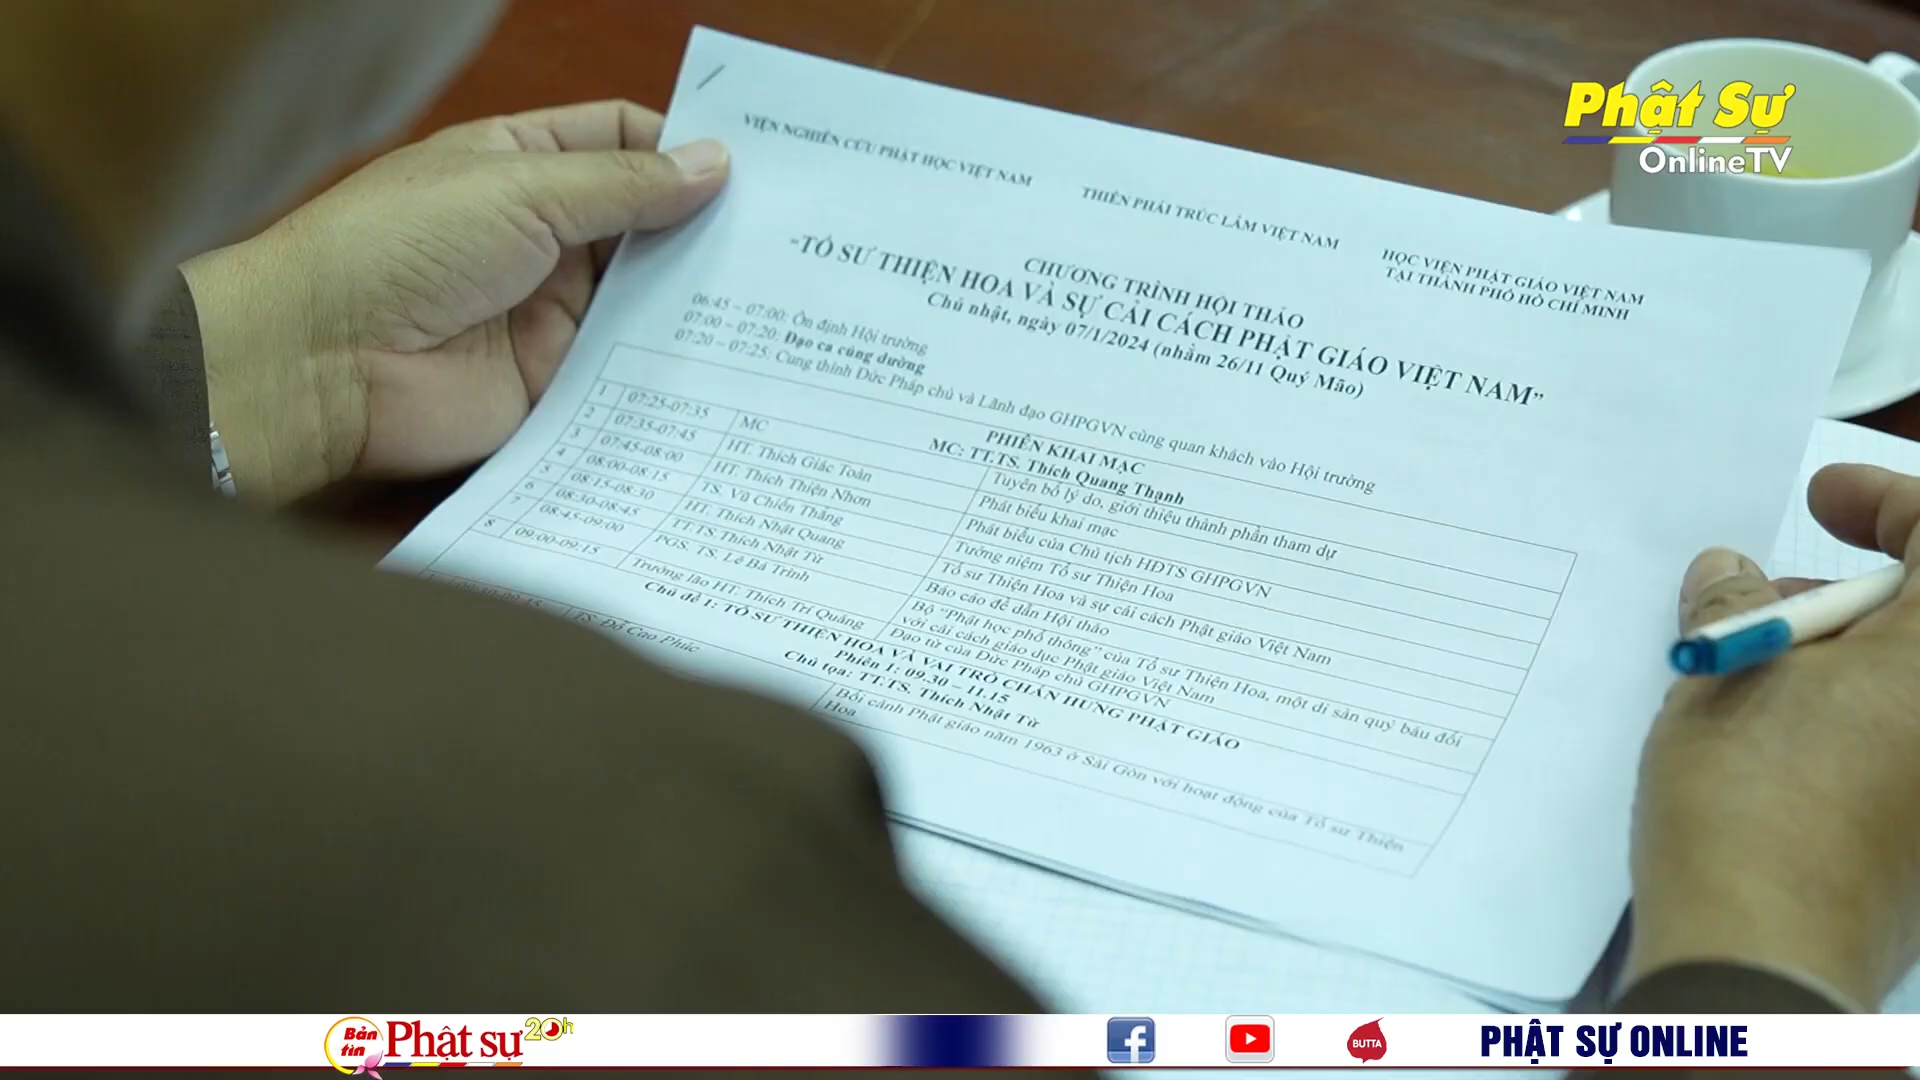 Phật Sự
OnlineTV
VIỆN NGHIÊN CỨU PHẬT HỌC VIỆT NAM
THIỀN PHÁI TRÚC LÂM VIỆT NAM
HỌC VIỆN PHẬT GIÁO VIỆT NAM
TẠI THÀNH PHỐ HỒ CHÍ MINH
CHƯƠNG TRÌNH HỘI THẢO
"TỔ SƯ THIỆN HOA VÀ SỰ CẢI CÁCH PHẬT GIÁO VIỆT NAM"
Chủ nhật, ngày 07/1/2024 (nhằm 26/11 Quý Mão)
06:45 – 07:00: Ổn định Hội trường
07:00 – 07:20: Đạo ca cúng dường
07:20 – 07:25: Cung thỉnh Đức Pháp chủ và Lãnh đạo GHPGVN cùng quan khách vào Hội trường
PHIÊN KHAI MẠC
MC: TT.TS. Thích Quang Thạnh
1 07:25-07:35 MC Tuyên bố lý do, giới thiệu thành phần tham dự
2 07:35-07:45 HT. Thích Giác Toàn Phát biểu khai mạc
3 07:45-08:00 HT. Thích Thiện Nhơn Phát biểu của Chủ tịch HĐTS GHPGVN
4 08:00-08:15 TS. Vũ Chiến Thắng Tưởng niệm Tổ sư Thiện Hoa
5 08:15-08:30 HT. Thích Nhật Quang Tổ sư Thiện Hoa và sự cải cách Phật giáo Việt Nam
6 08:30-08:45 TT.TS.Thích Nhật Từ Báo cáo đề dẫn Hội thảo
7 08:45-09:00 PGS. TS. Lê Bá Trình Bộ "Phật học phổ thông" của Tổ sư Thiện Hoa, một di sản quý báu đối
với cải cách giáo dục Phật giáo Việt Nam
8 09:00-09:15 Trưởng lão HT. Thích Trí Quảng Đạo từ của Đức Pháp chủ GHPGVN
Chủ đề 1: TỔ SƯ THIỆN HOA VÀ VAI TRÒ CHẤN HƯNG PHẬT GIÁO
Phiên 1: 09.30 – 11.15
Chủ tọa: TT.TS. Thích Nhật Từ
TS. Đỗ Cao Phúc Bối cảnh Phật giáo năm 1963 ở Sài Gòn với hoạt động của Tổ sư Thiện
Hoa
Bản tin Phật sự 20h
BUTTA
PHẬT SỰ ONLINE